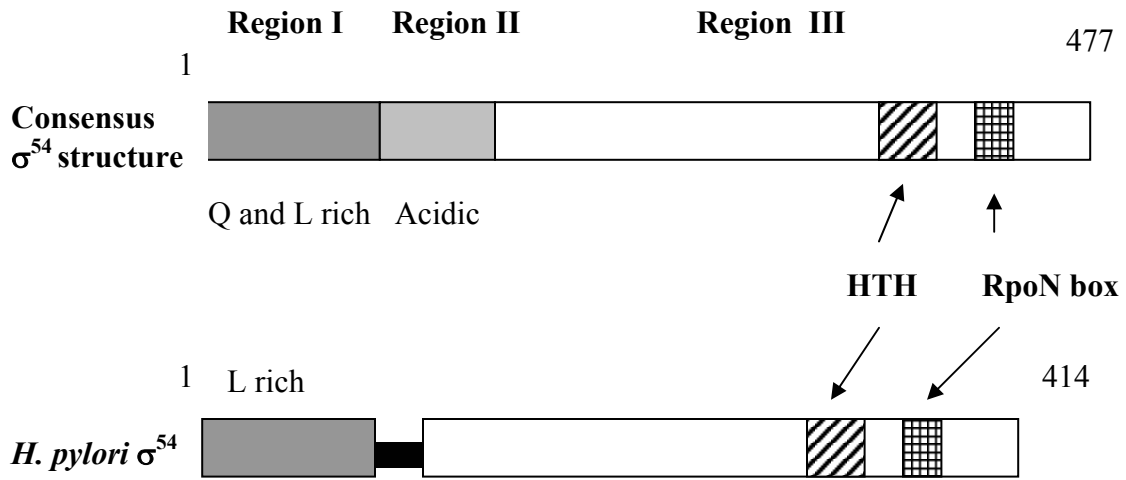 Region I Region II Region III
1 477
Consensus
σ⁵⁴ structure
Q and L rich Acidic
HTH RpoN box
1 L rich 414
H. pylori σ⁵⁴